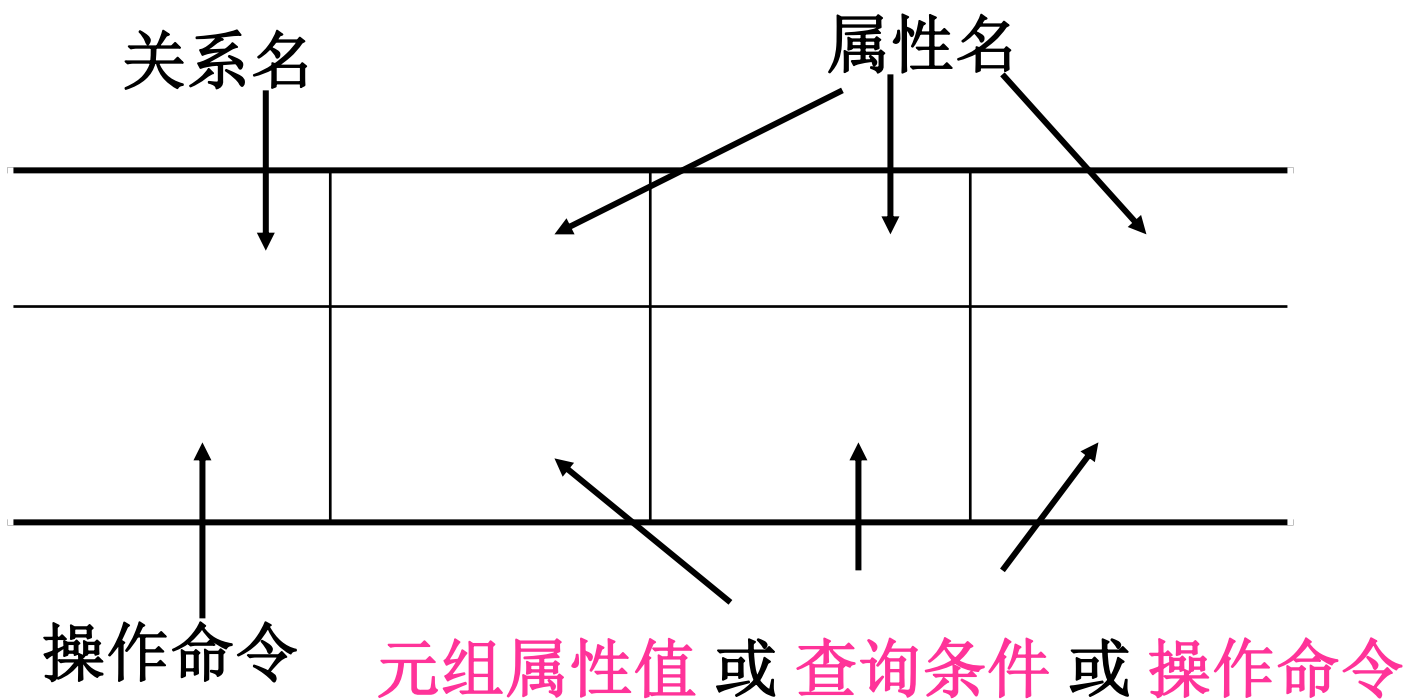 关系名
属性名
操作命令
元组属性值 或 查询条件 或 操作命令